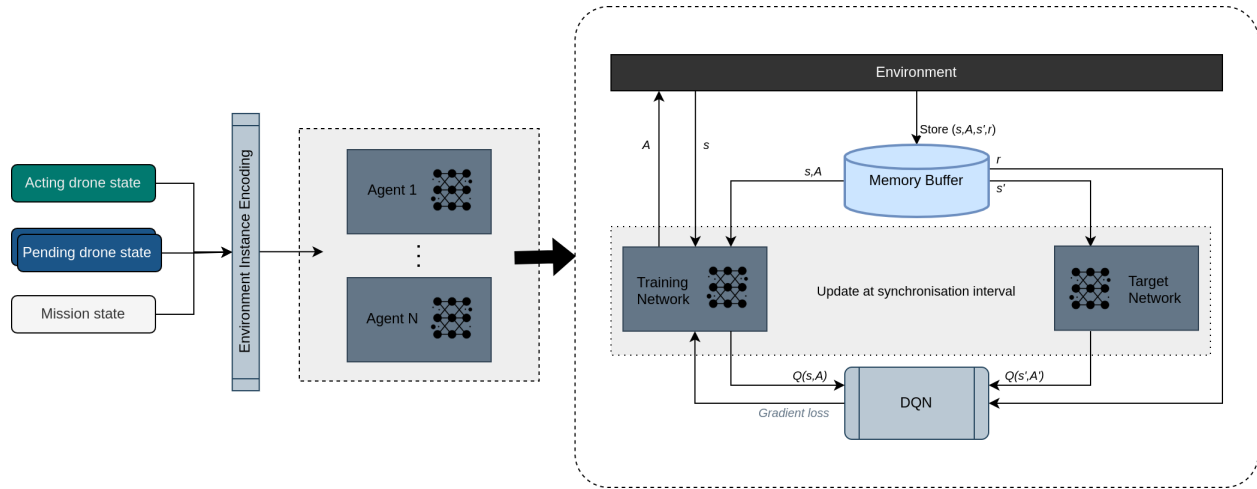 Acting drone state
Pending drone state
Mission state
Environment Instance Encoding
Agent 1
Agent N
Environment
A
s
Store (s,A,s',r)
Memory Buffer
s,A
r
s'
Training
Network
Update at synchronisation interval
Target
Network
Q(s,A)
Q(s',A')
DQN
Gradient loss